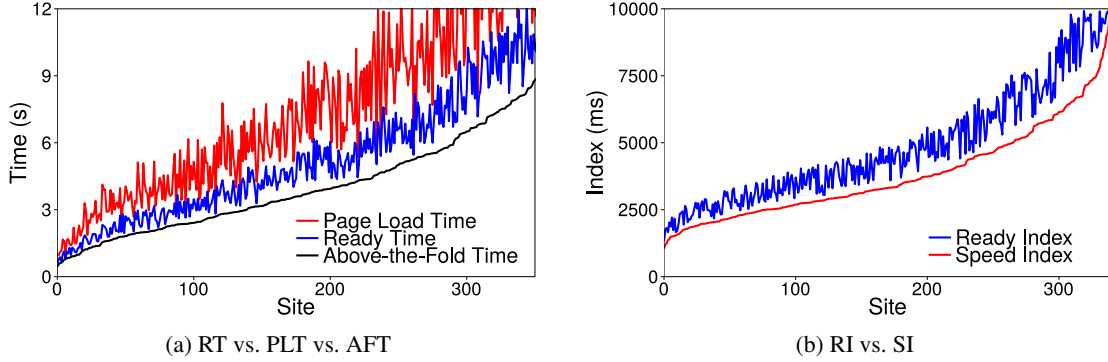 12
9
6
3
0
Time (s)
0
100
200
300
Site
Page Load Time
Ready Time
Above-the-Fold Time
(a) RT vs. PLT vs. AFT
10000
7500
5000
2500
0
Index (ms)
0
100
200
300
Site
Ready Index
Speed Index
(b) RI vs. SI